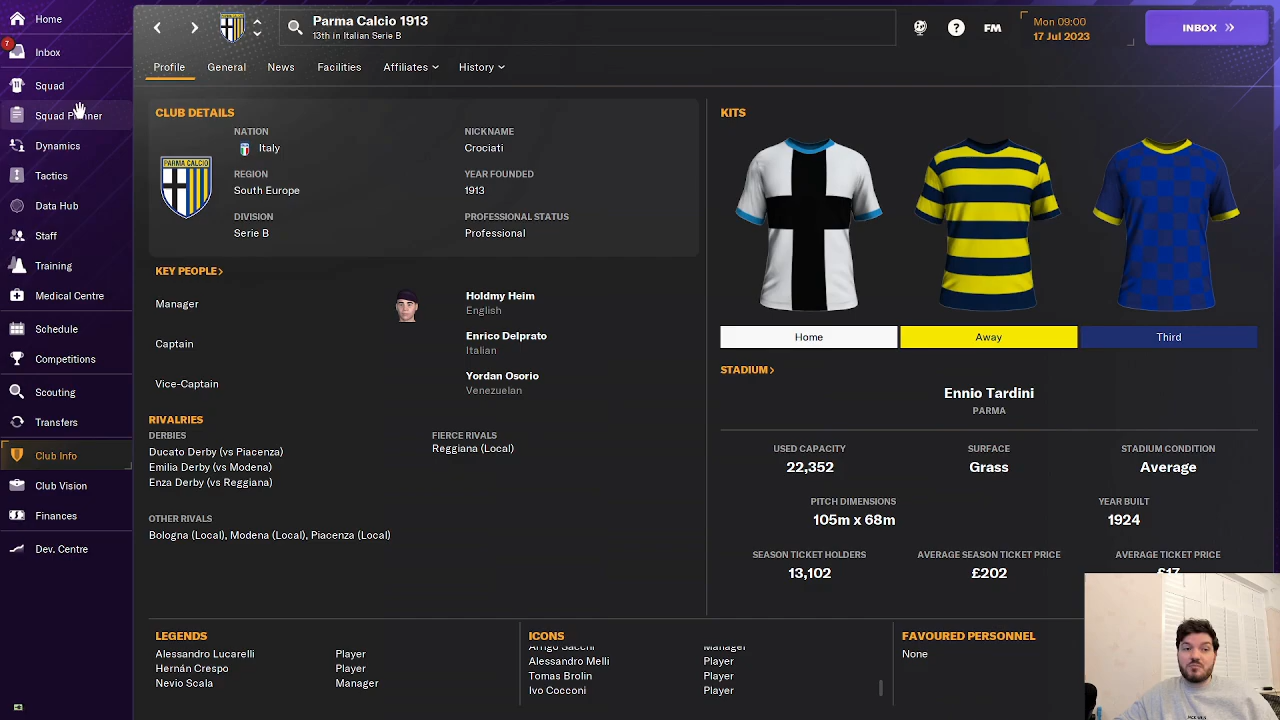 Home
7
Inbox
Squad
Squad Planner
Dynamics
Tactics
Data Hub
Staff
Training
Medical Centre
Schedule
Competitions
Scouting
Transfers
Club Info
Club Vision
Finances
Dev. Centre
Parma Calcio 1913
13th in Italian Serie B
FM
Mon 09:00
17 Jul 2023
INBOX
Profile
General
News
Facilities
Affiliates
History
CLUB DETAILS
PARMA CALCIO
NATION
Italy
NICKNAME
Crociati
REGION
South Europe
YEAR FOUNDED
1913
DIVISION
Serie B
PROFESSIONAL STATUS
Professional
KEY PEOPLE
Manager
Holdmy Heim
English
Captain
Enrico Delprato
Italian
Vice-Captain
Yordan Osorio
Venezuelan
RIVALRIES
DERBIES
Ducato Derby (vs Piacenza)
Emilia Derby (vs Modena)
Enza Derby (vs Reggiana)
FIERCE RIVALS
Reggiana (Local)
OTHER RIVALS
Bologna (Local), Modena (Local), Piacenza (Local)
KITS
Home
Away
Third
STADIUM
Ennio Tardini
PARMA
USED CAPACITY
22,352
SURFACE
Grass
STADIUM CONDITION
Average
PITCH DIMENSIONS
105m x 68m
YEAR BUILT
1924
SEASON TICKET HOLDERS
13,102
AVERAGE SEASON TICKET PRICE
£202
AVERAGE TICKET PRICE
£17
LEGENDS
Alessandro Lucarelli Player
Hernán Crespo Player
Nevio Scala Manager
ICONS
Arrigo Sacchi Manager
Alessandro Melli Player
Tomas Brolin Player
Ivo Cocconi Player
FAVOURED PERSONNEL
None